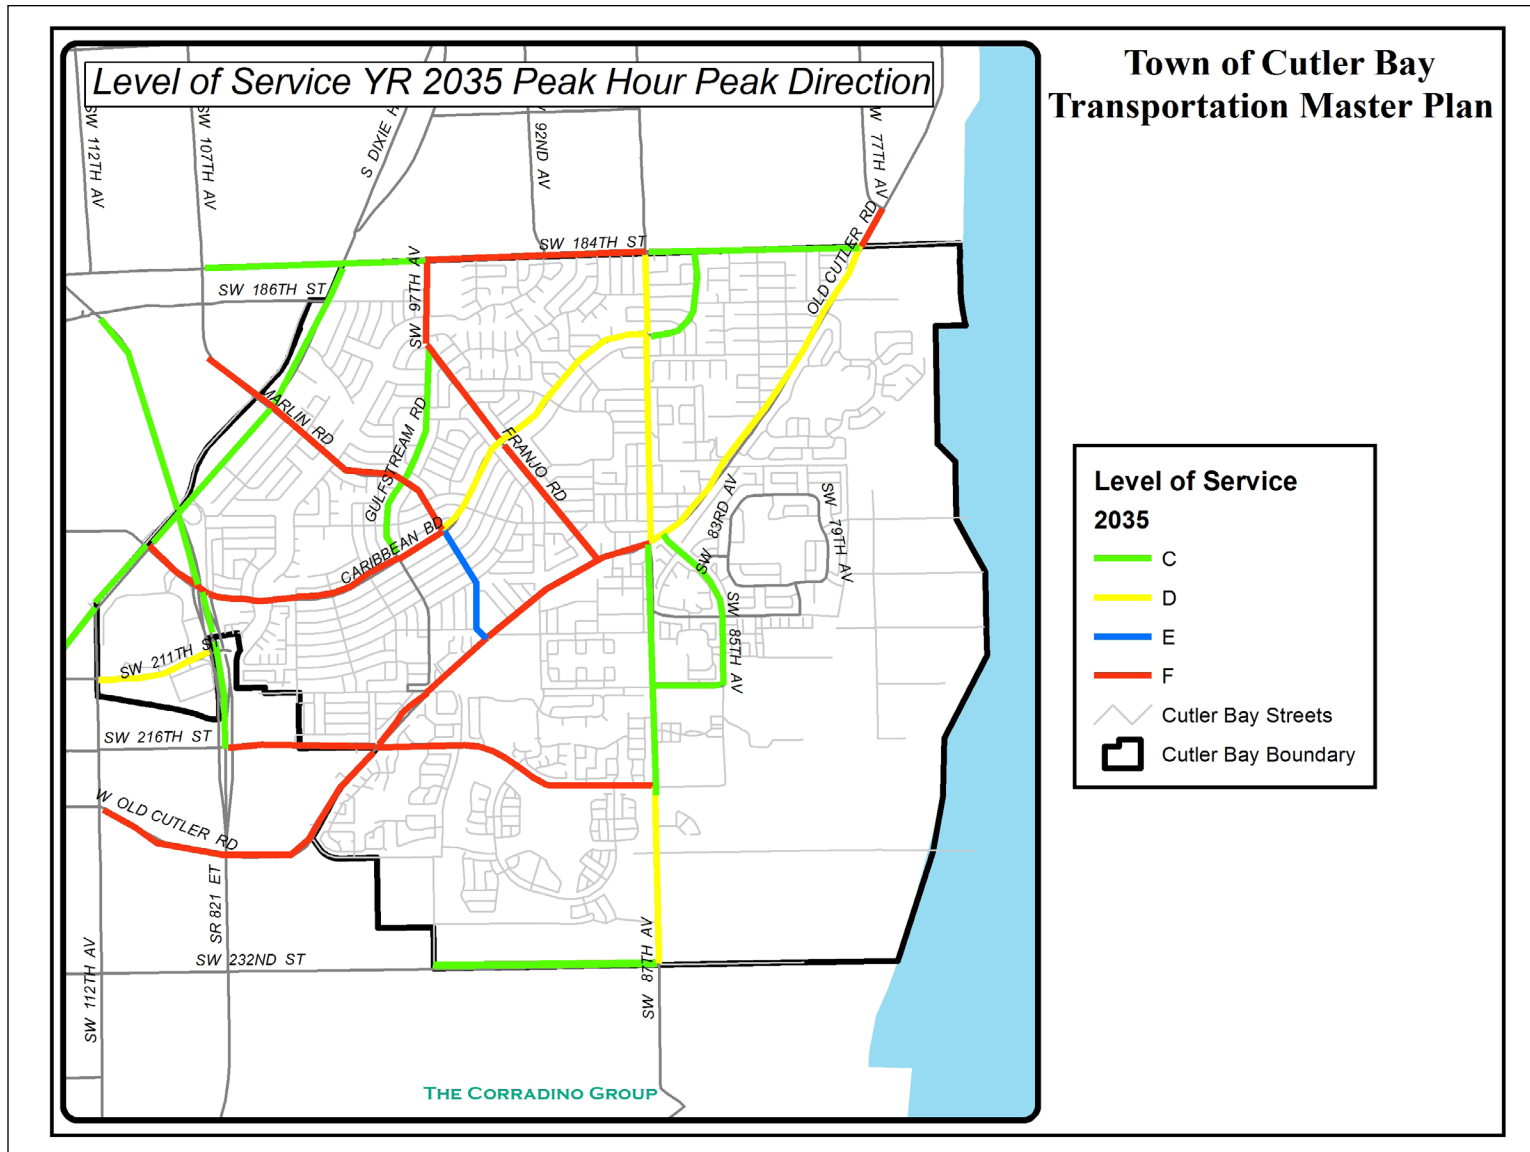 Town of Cutler Bay
Transportation Master Plan
Level of Service YR 2035 Peak Hour Peak Direction
SW 112TH AV
SW 107TH AV
S DIXIE H
92ND AV
SW 77TH AV
SW 184TH ST
SW 186TH ST
SW 97TH AV
OLD CUTLER RD
MARLIN RD
GULFSTREAM RD
FRANJO RD
CARIBBEAN BD
SW 83RD AV
SW 79TH AV
SW 85TH AV
SW 211TH ST
SW 216TH ST
W OLD CUTLER RD
SR 821 ET
SW 232ND ST
SW 112TH AV
SW 87TH AV
THE CORRADINO GROUP
Level of Service
2035
C
D
E
F
Cutler Bay Streets
Cutler Bay Boundary